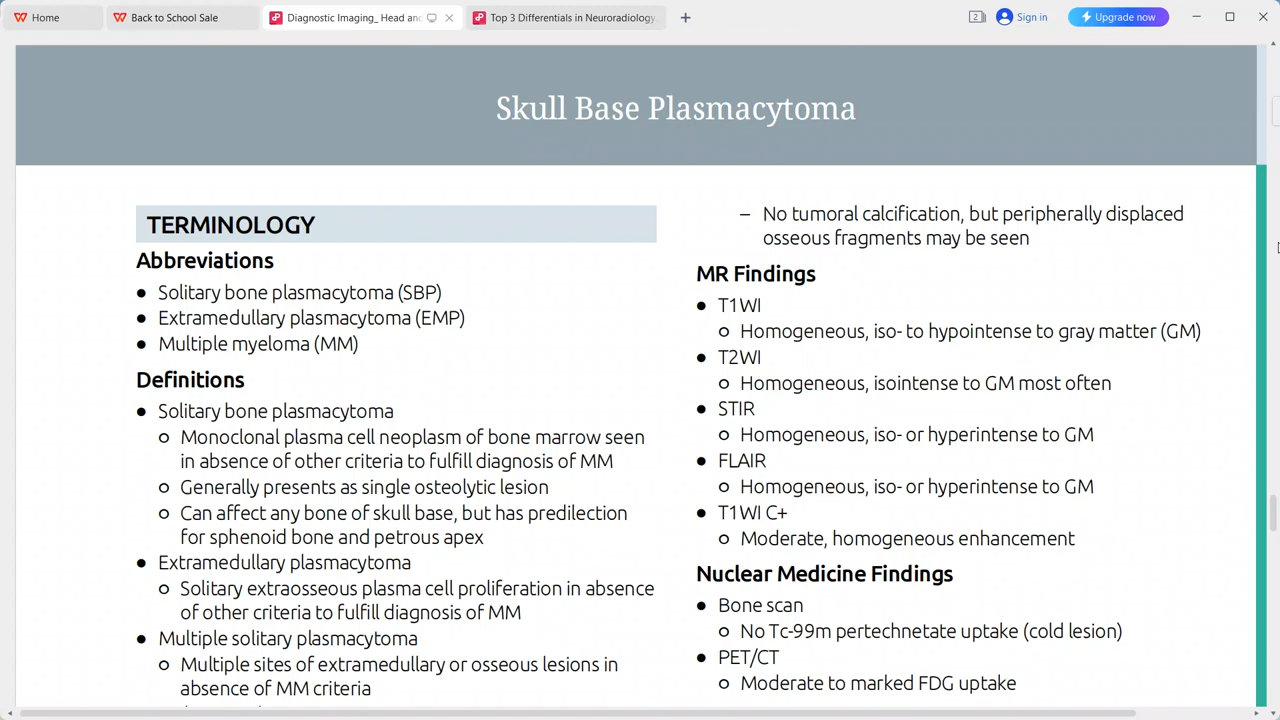 Home
Back to School Sale
Diagnostic Imaging_ Head and
Top 3 Differentials in Neuroradiology
2
Sign in
Upgrade now
Skull Base Plasmacytoma
TERMINOLOGY
Abbreviations
● Solitary bone plasmacytoma (SBP)
● Extramedullary plasmacytoma (EMP)
● Multiple myeloma (MM)
Definitions
● Solitary bone plasmacytoma
○ Monoclonal plasma cell neoplasm of bone marrow seen
in absence of other criteria to fulfill diagnosis of MM
○ Generally presents as single osteolytic lesion
○ Can affect any bone of skull base, but has predilection
for sphenoid bone and petrous apex
● Extramedullary plasmacytoma
○ Solitary extraosseous plasma cell proliferation in absence
of other criteria to fulfill diagnosis of MM
● Multiple solitary plasmacytoma
○ Multiple sites of extramedullary or osseous lesions in
absence of MM criteria
– No tumoral calcification, but peripherally displaced
osseous fragments may be seen
MR Findings
● T1WI
○ Homogeneous, iso- to hypointense to gray matter (GM)
● T2WI
○ Homogeneous, isointense to GM most often
● STIR
○ Homogeneous, iso- or hyperintense to GM
● FLAIR
○ Homogeneous, iso- or hyperintense to GM
● T1WI C+
○ Moderate, homogeneous enhancement
Nuclear Medicine Findings
● Bone scan
○ No Tc-99m pertechnetate uptake (cold lesion)
● PET/CT
○ Moderate to marked FDG uptake